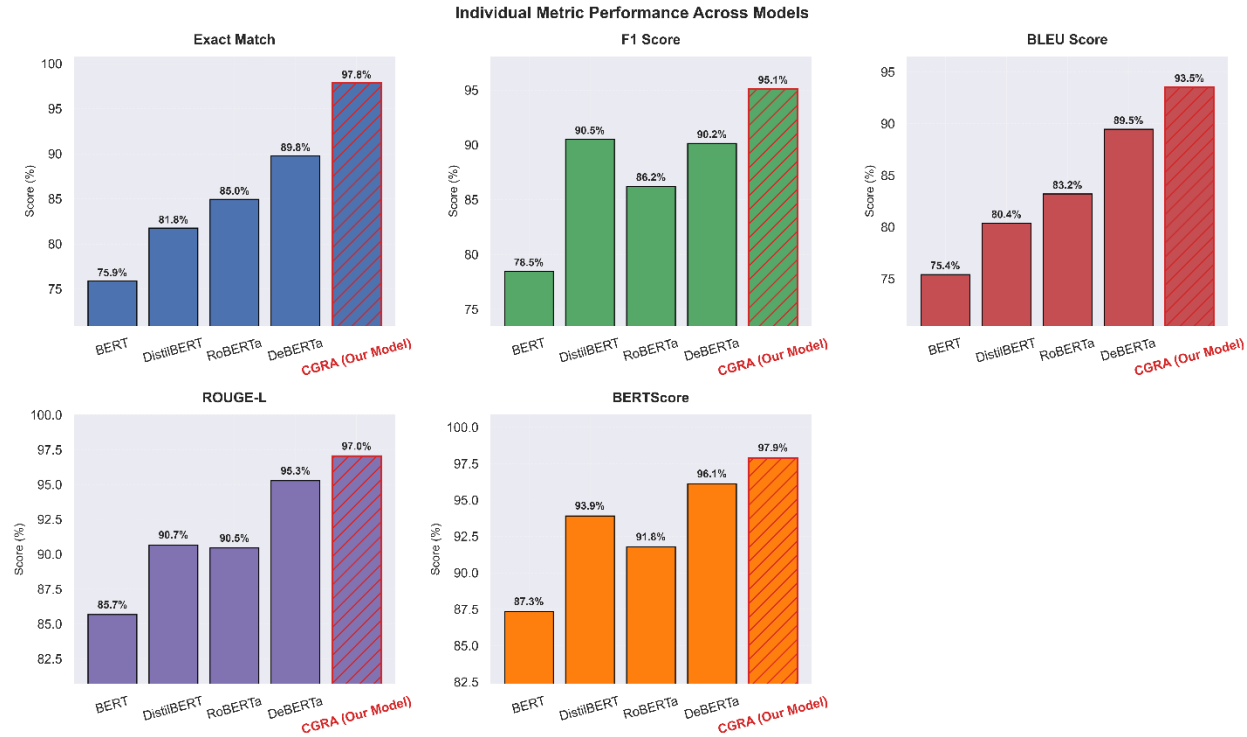 Individual Metric Performance Across Models
Exact Match
Score (%)
100
95
90
85
80
75
75.9%
81.8%
85.0%
89.8%
97.8%
BERT
DistilBERT
RoBERTa
DeBERTa
CGRA (Our Model)
F1 Score
Score (%)
95
90
85
80
75
78.5%
90.5%
86.2%
90.2%
95.1%
BERT
DistilBERT
RoBERTa
DeBERTa
CGRA (Our Model)
BLEU Score
Score (%)
95
90
85
80
75
75.4%
80.4%
83.2%
89.5%
93.5%
BERT
DistilBERT
RoBERTa
DeBERTa
CGRA (Our Model)
ROUGE-L
Score (%)
100.0
97.5
95.0
92.5
90.0
87.5
85.0
82.5
85.7%
90.7%
90.5%
95.3%
97.0%
BERT
DistilBERT
RoBERTa
DeBERTa
CGRA (Our Model)
BERTScore
Score (%)
100.0
97.5
95.0
92.5
90.0
87.5
85.0
82.5
87.3%
93.9%
91.8%
96.1%
97.9%
BERT
DistilBERT
RoBERTa
DeBERTa
CGRA (Our Model)